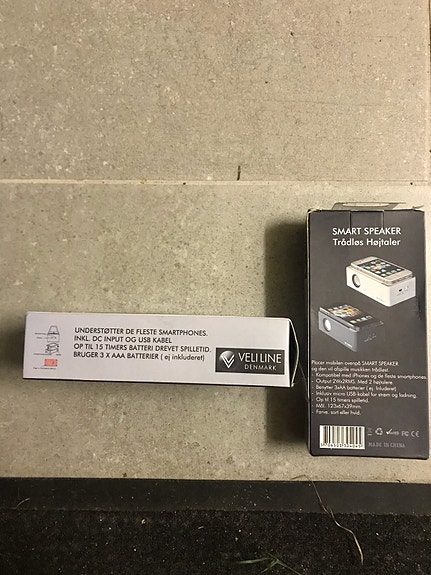 UNDERSTØTTER DE FLESTE SMARTPHONES.
INKL. DC INPUT OG USB KABEL
OP TIL 15 TIMERS BATTERI DREVET SPILLETID.
BRUGER 3 X AAA BATTERIER ( ej inkluderet)
VELI LINE
DENMARK
SMART SPEAKER
Trådløs Højtaler
Placer mobilen ovenpå SMART SPEAKER
og den vil afspille musikken trådløst.
- Kompatibel med iPhones og de fleste smartphones.
- Output 2Wx2RMS. Med 2 højtalere
- Benytter 3xAA batterier ( ej inkluderet)
- Inklusiv micro USB kabel for strøm og ladning.
- Op til 15 timers spilletid.
- Mål. 123x67x39mm.
- Farve. sort eller hvid.
RoHS FC CE
MADE IN CHINA